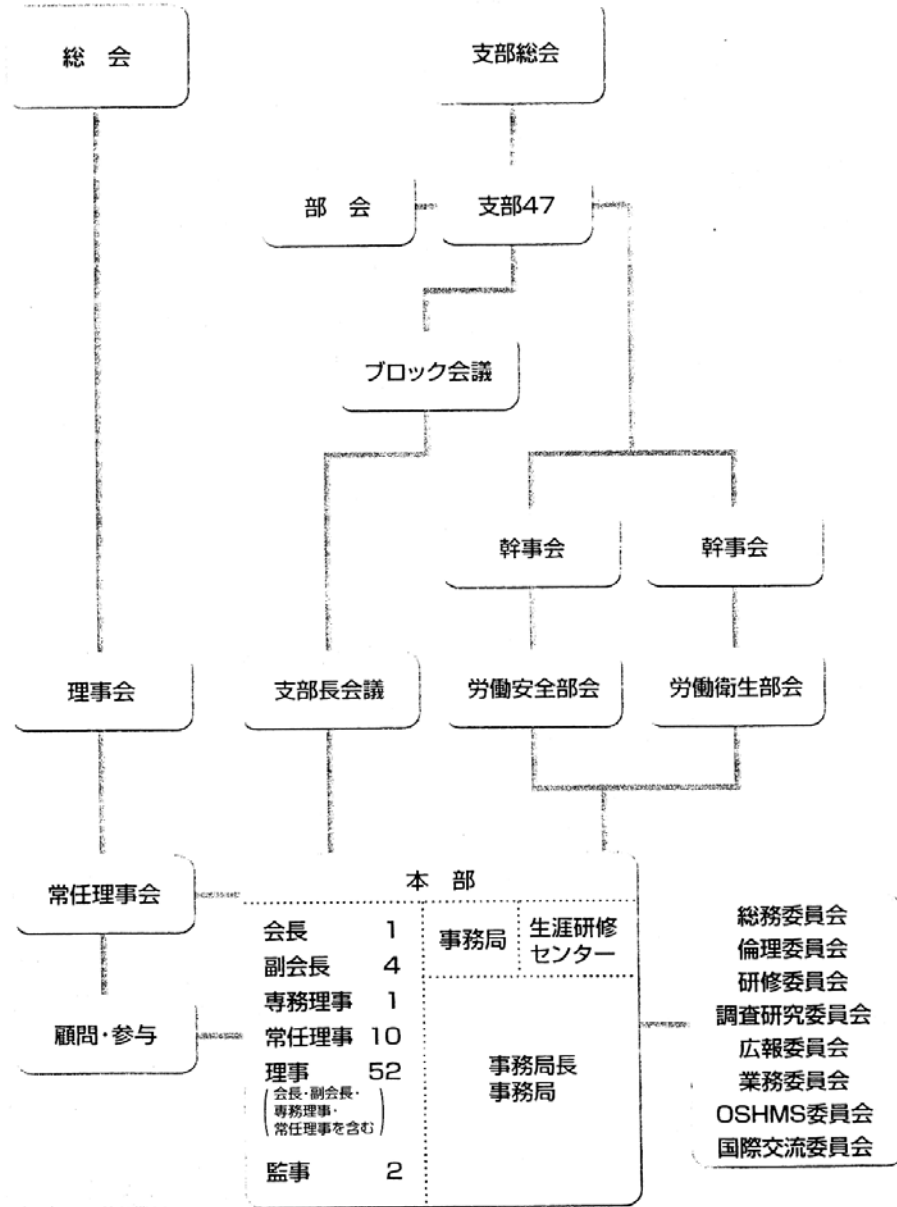 総 会
支部総会
部 会
支部47
ブロック会議
幹事会
幹事会
理事会
支部長会議
労働安全部会
労働衛生部会
常任理事会
顧問・参与
本 部
会長 1
副会長 4
専務理事 1
常任理事 10
理事 52
(会長・副会長・
専務理事・
常任理事を含む)
監事 2
事務局
生涯研修
センター
事務局長
事務局
総務委員会
倫理委員会
研修委員会
調査研究委員会
広報委員会
業務委員会
OSHMS委員会
国際交流委員会